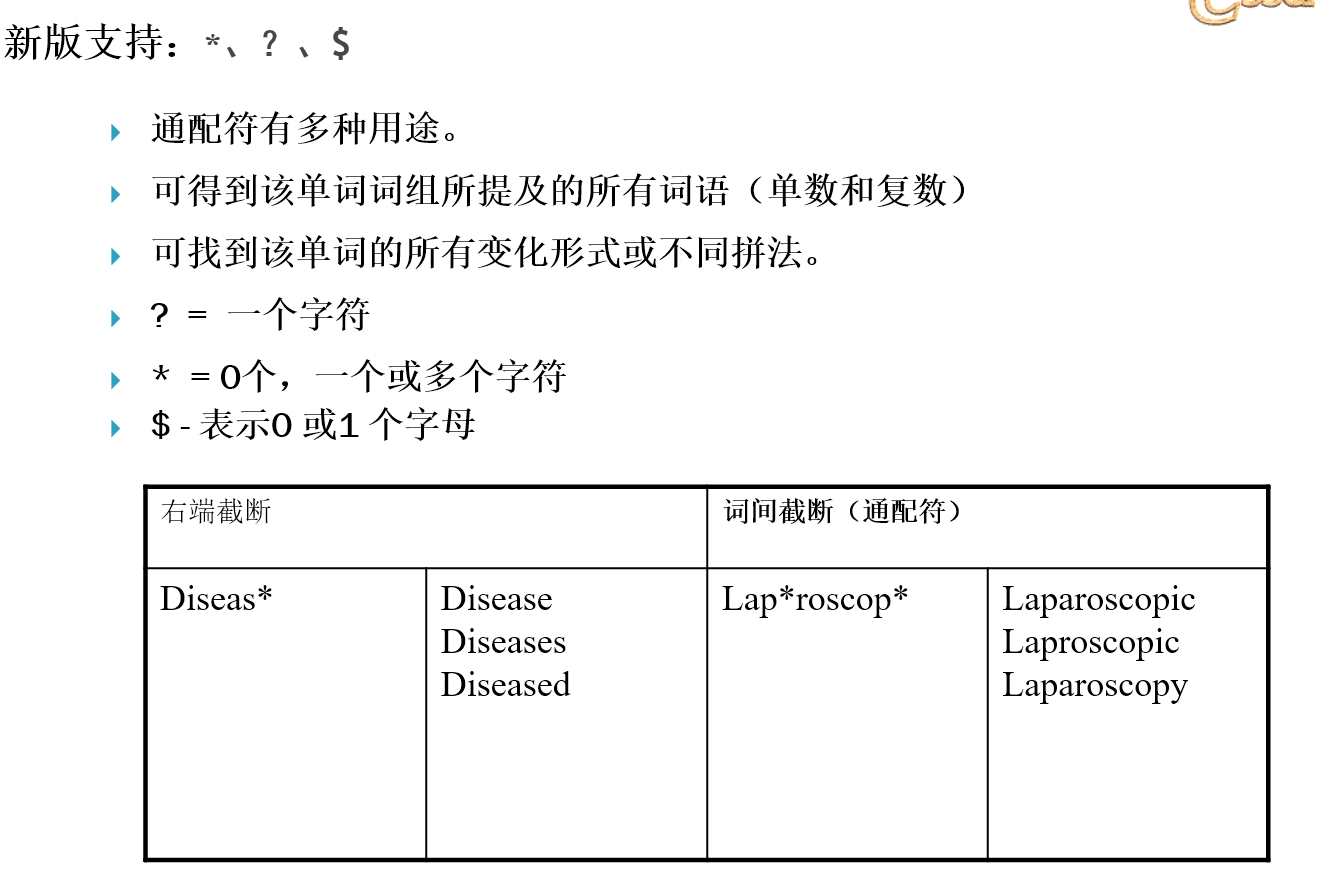 新版支持：*、? 、$
通配符有多种用途。
可得到该单词词组所提及的所有词语（单数和复数）
可找到该单词的所有变化形式或不同拼法。
? = 一个字符
* = 0个，一个或多个字符
$ - 表示0 或1 个字母
右端截断
词间截断（通配符）
Diseas*
Disease
Diseases
Diseased
Lap*roscop*
Laparoscopic
Laproscopic
Laparoscopy